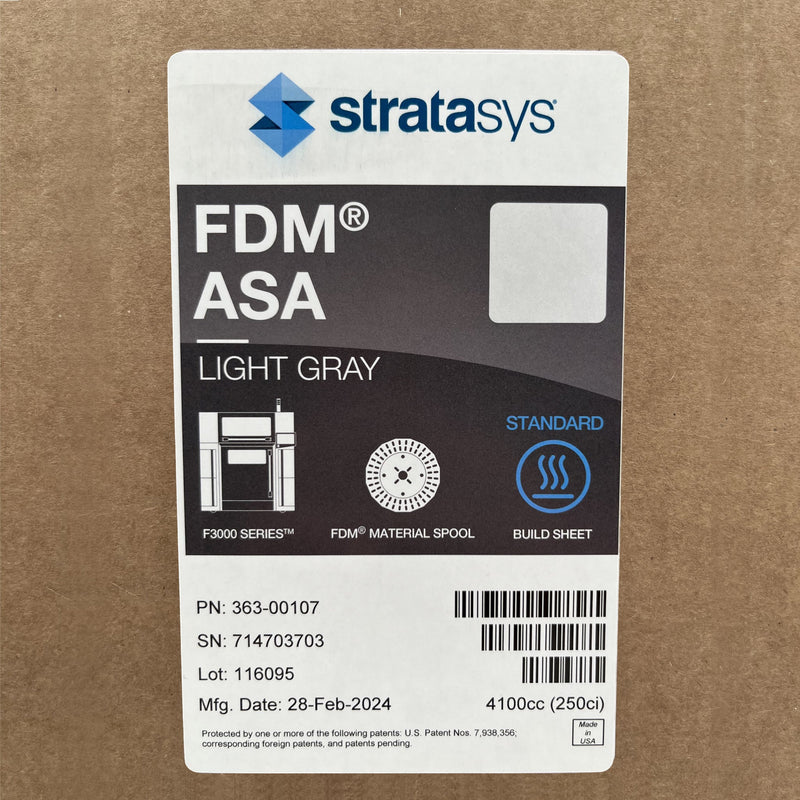 stratasys
FDM®
ASA
LIGHT GRAY
STANDARD
F3000 SERIES™
FDM® MATERIAL SPOOL
BUILD SHEET
PN: 363-00107
SN: 714703703
Lot: 116095
Mfg. Date: 28-Feb-2024
4100cc (250ci)
Protected by one or more of the following patents: U.S. Patent Nos. 7,938,356;
corresponding foreign patents, and patents pending.
Made
in
USA